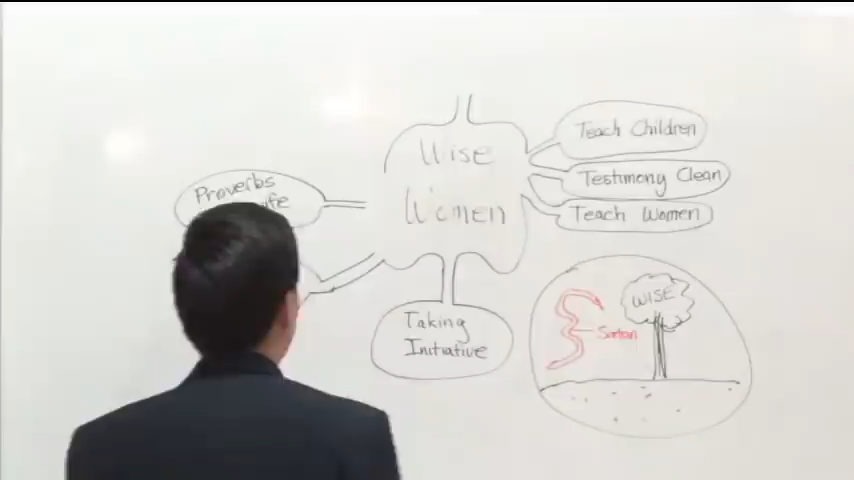 Wise
Women
Proverbs
Teach Children
Testimony Clean
Teach Women
Taking
Initiative
WISE
Satan